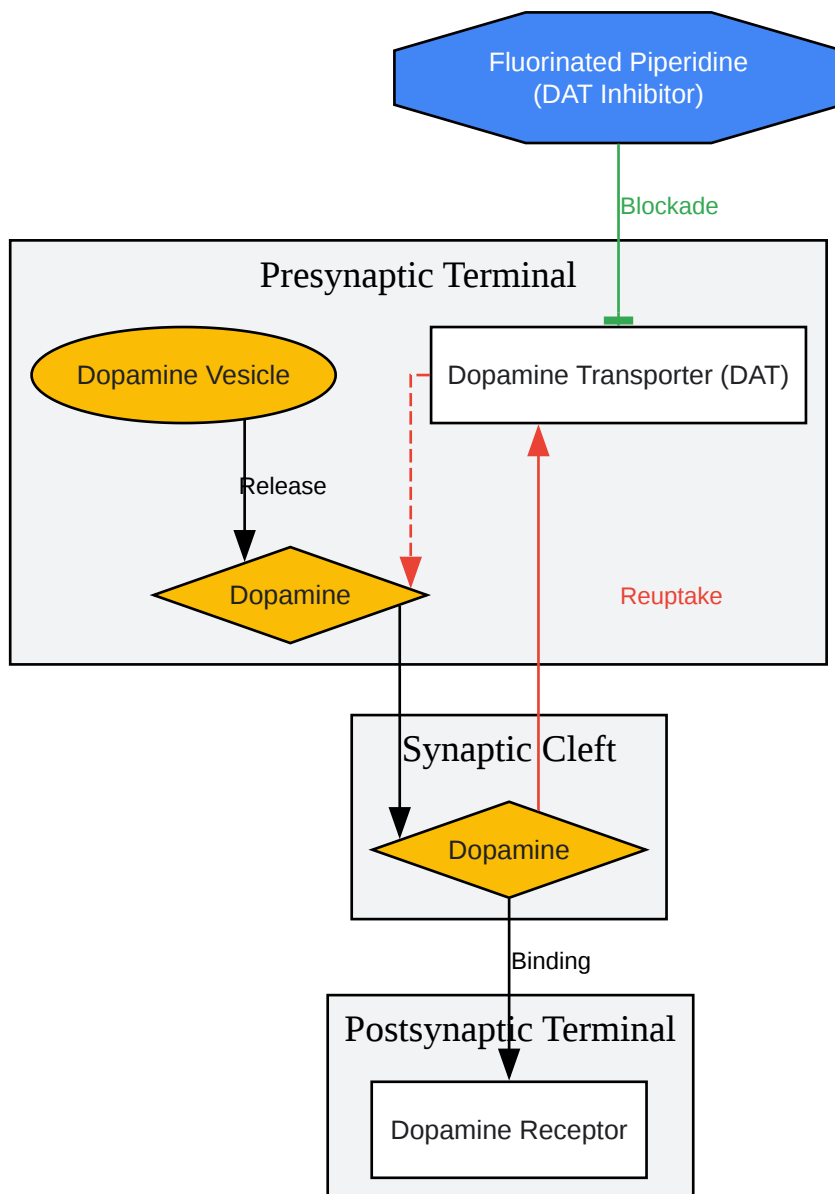 Fluorinated Piperidine
(DAT Inhibitor)
Blockade
Presynaptic Terminal
Dopamine Vesicle
Dopamine Transporter (DAT)
Release
Dopamine
Reuptake
Synaptic Cleft
Dopamine
Binding
Postsynaptic Terminal
Dopamine Receptor